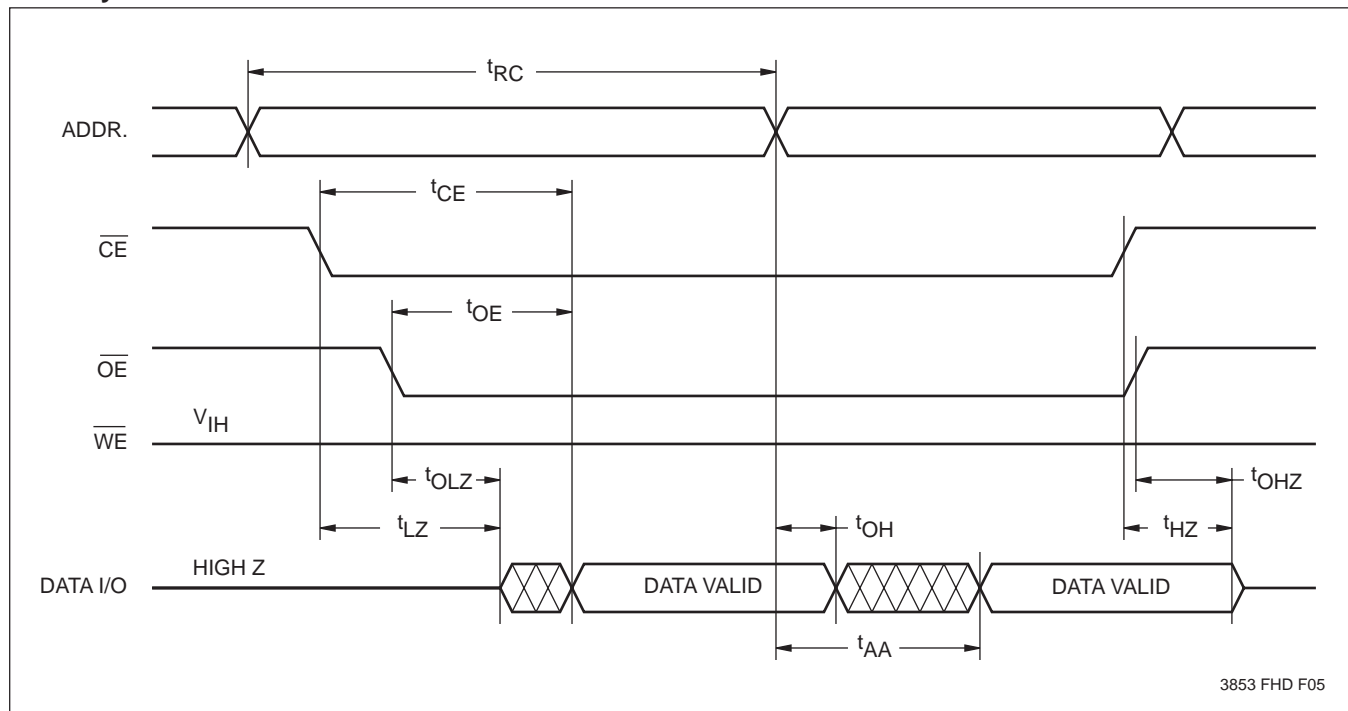 tRC
ADDR.
tCE
CE
tOE
OE
VIH
WE
tOLZ
tOHZ
tLZ
tOH
tHZ
HIGH Z
DATA I/O
DATA VALID
DATA VALID
tAA
3853 FHD F05